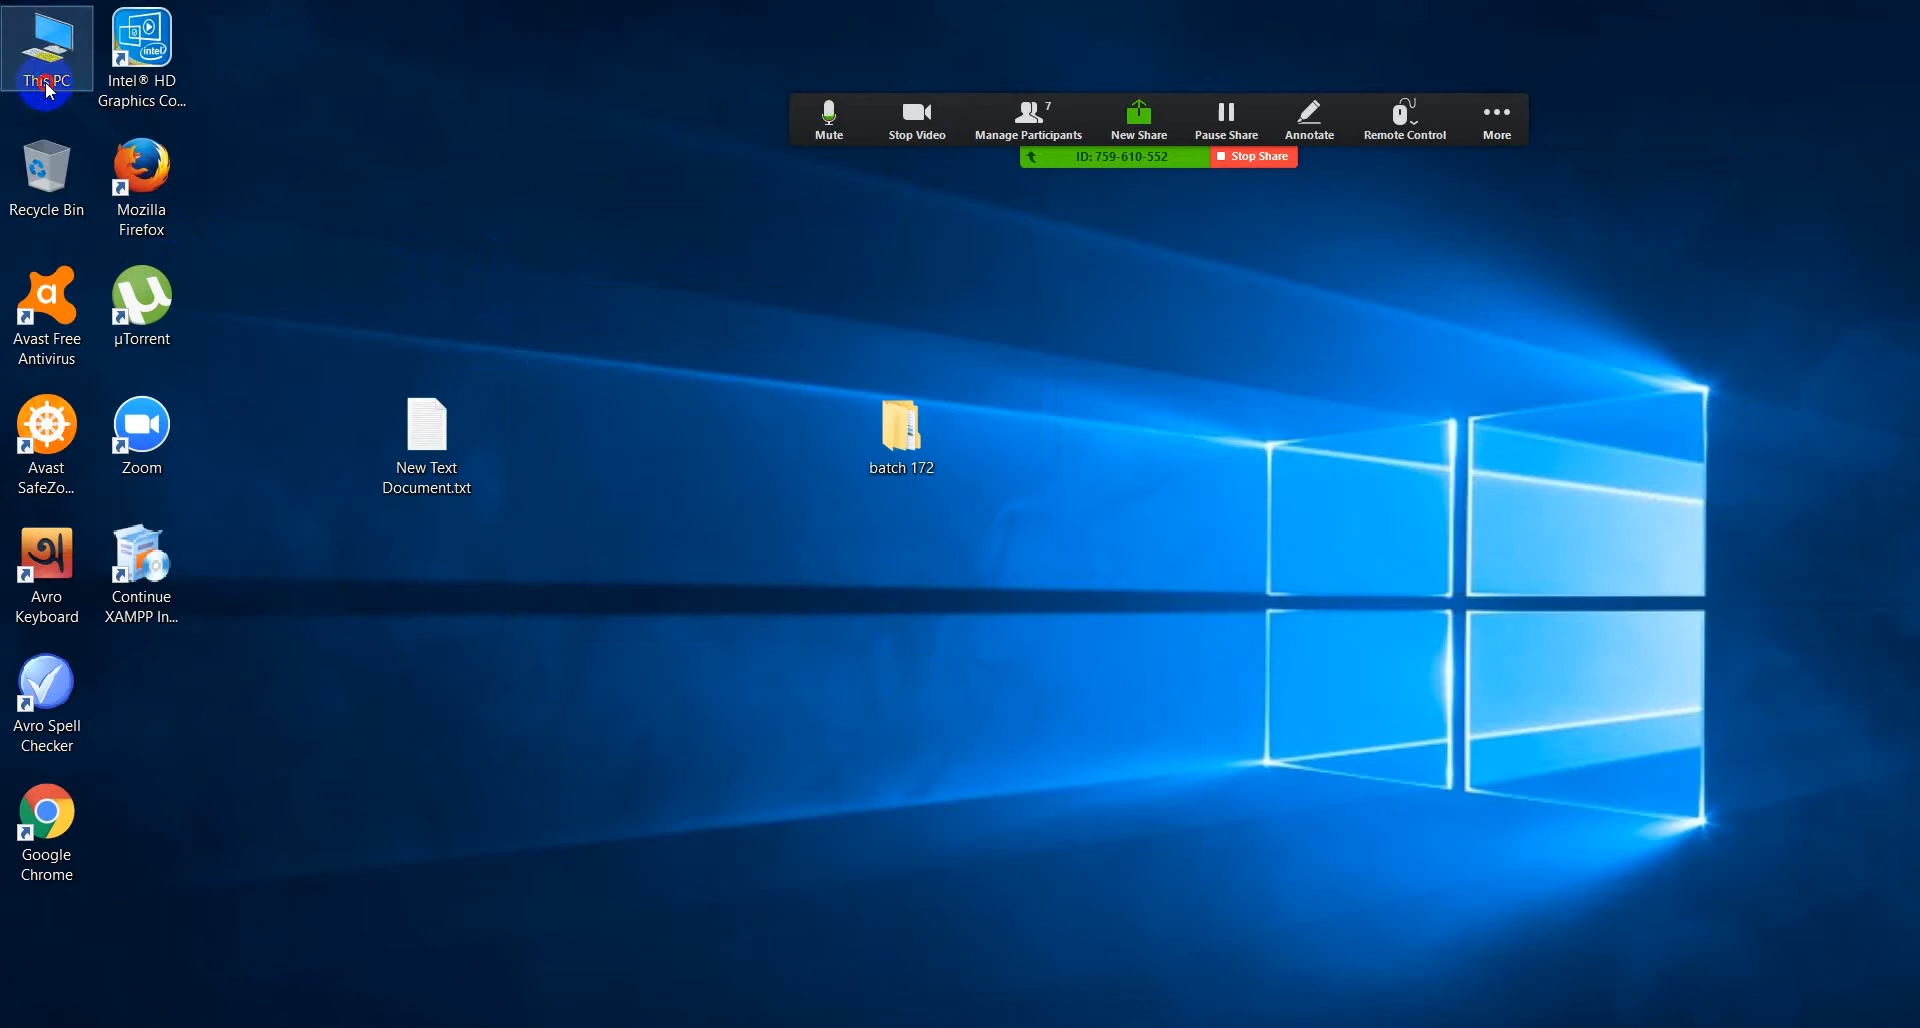 This PC
Intel® HD
Graphics Co...
intel
Recycle Bin
Mozilla
Firefox
a
Avast Free
Antivirus
µ
µTorrent
Avast
SafeZo...
Zoom
অ
Avro
Keyboard
Continue
XAMPP In...
Avro Spell
Checker
Google
Chrome
New Text
Document.txt
batch 172
7
Mute
Stop Video
Manage Participants
New Share
Pause Share
Annotate
Remote Control
More
ID: 759-610-552
Stop Share